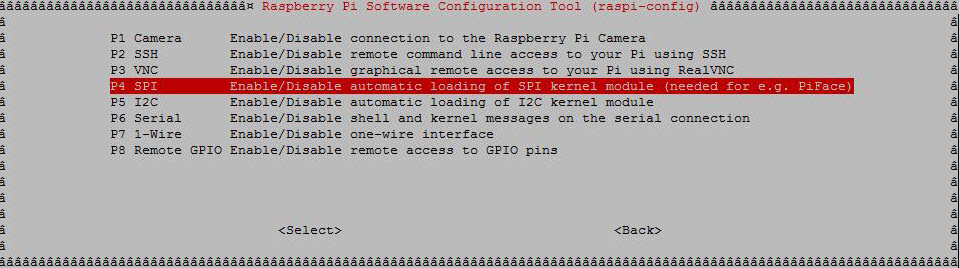 Raspberry Pi Software Configuration Tool (raspi-config)
P1 Camera Enable/Disable connection to the Raspberry Pi Camera
P2 SSH Enable/Disable remote command line access to your Pi using SSH
P3 VNC Enable/Disable graphical remote access to your Pi using RealVNC
P4 SPI Enable/Disable automatic loading of SPI kernel module (needed for e.g. PiFace)
P5 I2C Enable/Disable automatic loading of I2C kernel module
P6 Serial Enable/Disable shell and kernel messages on the serial connection
P7 1-Wire Enable/Disable one-wire interface
P8 Remote GPIO Enable/Disable remote access to GPIO pins
<Select> <Back>